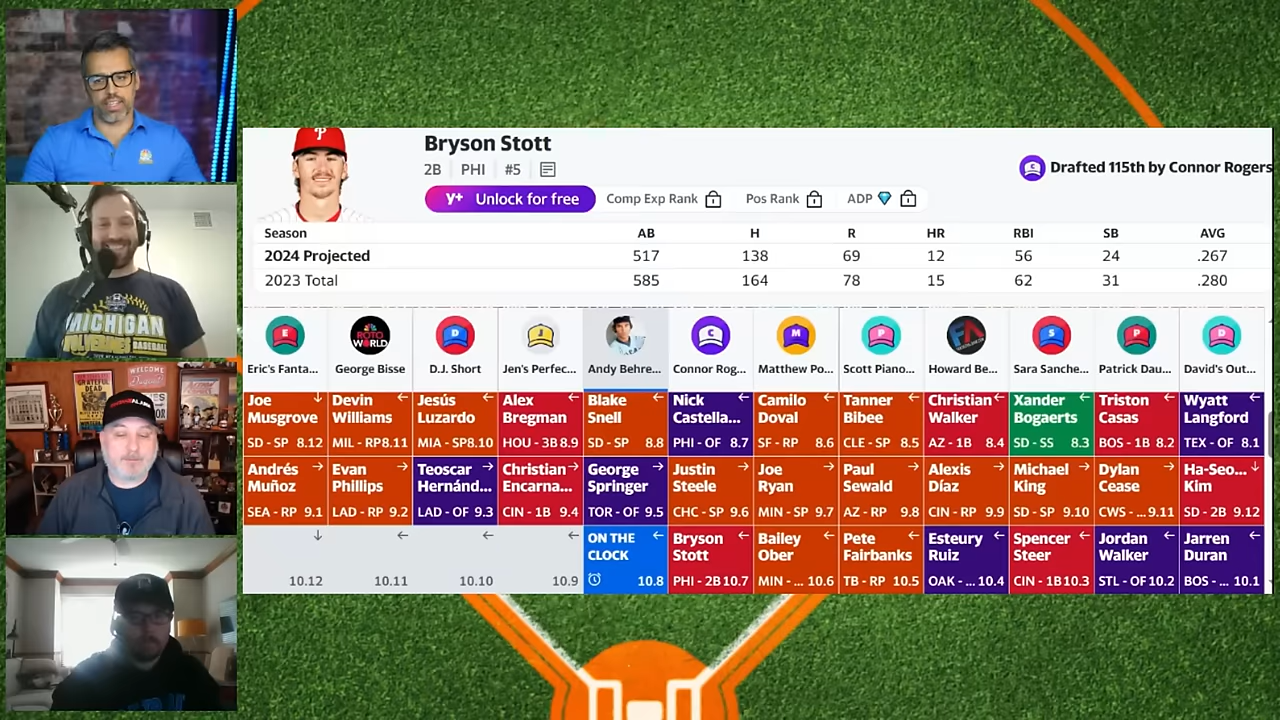 Bryson Stott
2B PHI #5
Drafted 115th by Connor Rogers
y+ Unlock for free Comp Exp Rank Pos Rank ADP
Season AB H R HR RBI SB AVG
2024 Projected 517 138 69 12 56 24 .267
2023 Total 585 164 78 15 62 31 .280
E ROTO WORLD D J C M P FA S P D
Eric's Fanta... George Bisse D.J. Short Jen's Perfec... Andy Behre... Connor Rog... Matthew Po... Scott Piano... Howard Be... Sara Sanche... Patrick Dau... David's Out...
Joe Musgrove ↓ Devin Williams ← Jesús Luzardo ← Alex Bregman ← Blake Snell ← Nick Castella... ← Camilo Doval ← Tanner Bibee ← Christian Walker ← Xander Bogaerts ← Triston Casas ← Wyatt Langford ←
SD - SP 8.12 MIL - RP 8.11 MIA - SP 8.10 HOU - 3B 8.9 SD - SP 8.8 PHI - OF 8.7 SF - RP 8.6 CLE - SP 8.5 AZ - 1B 8.4 SD - SS 8.3 BOS - 1B 8.2 TEX - OF 8.1
Andrés Muñoz → Evan Phillips → Teoscar Hernánd... → Christian Encarna... → George Springer → Justin Steele → Joe Ryan → Paul Sewald → Alexis Díaz → Michael King → Dylan Cease → Ha-Seo... Kim ↓
SEA - RP 9.1 LAD - RP 9.2 LAD - OF 9.3 CIN - 1B 9.4 TOR - OF 9.5 CHC - SP 9.6 MIN - SP 9.7 AZ - RP 9.8 CIN - RP 9.9 SD - SP 9.10 CWS - ... 9.11 SD - 2B 9.12
↓ ← ← ← ON THE CLOCK ← Bryson Stott ← Bailey Ober ← Pete Fairbanks ← Esteury Ruiz ← Spencer Steer ← Jordan Walker ← Jarren Duran ←
10.12 10.11 10.10 10.9 10.8 PHI - 2B 10.7 MIN - ... 10.6 TB - RP 10.5 OAK - ... 10.4 CIN - 1B 10.3 STL - OF 10.2 BOS - ... 10.1
MICHIGAN
WOLVERINES
BASEBALL
WELCOME
GRATEFUL
DEAD